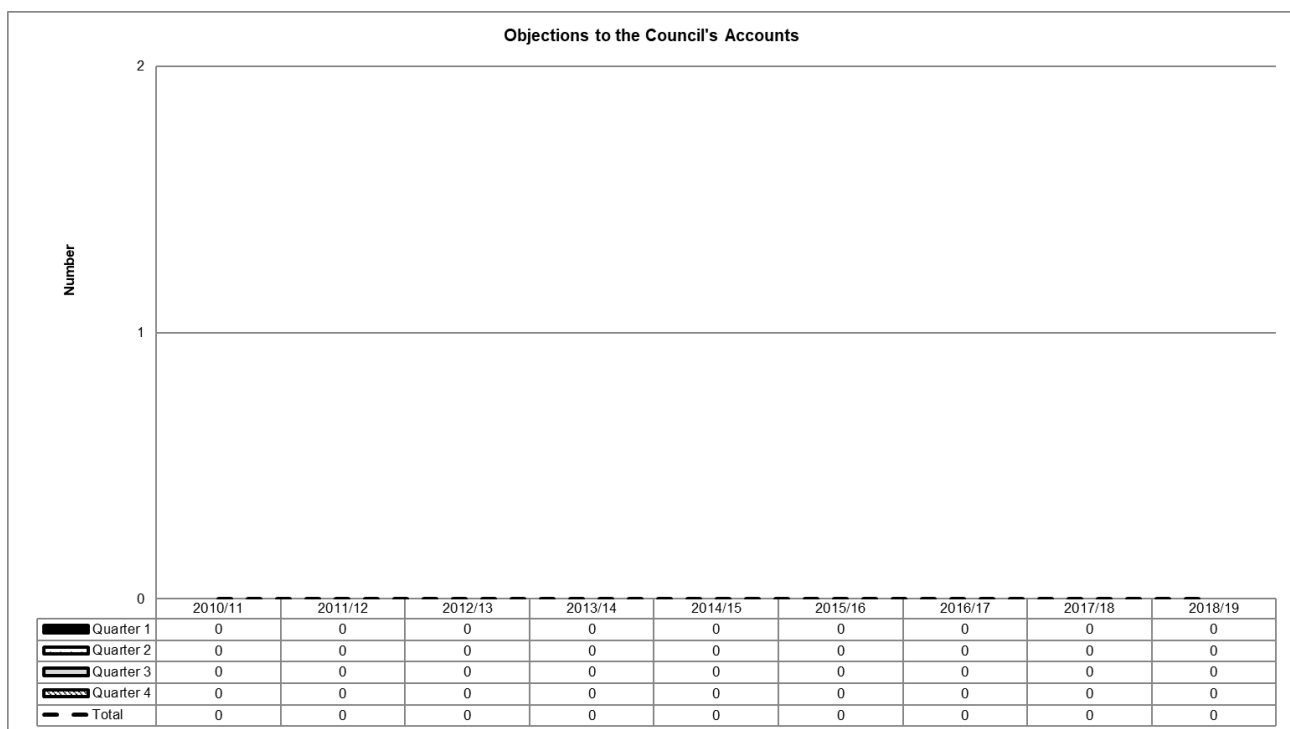 Objections to the Council's Accounts
2
Number
1
0
2010/11 2011/12 2012/13 2013/14 2014/15 2015/16 2016/17 2017/18 2018/19
Quarter 1 0 0 0 0 0 0 0 0 0
Quarter 2 0 0 0 0 0 0 0 0 0
Quarter 3 0 0 0 0 0 0 0 0 0
Quarter 4 0 0 0 0 0 0 0 0 0
Total 0 0 0 0 0 0 0 0 0